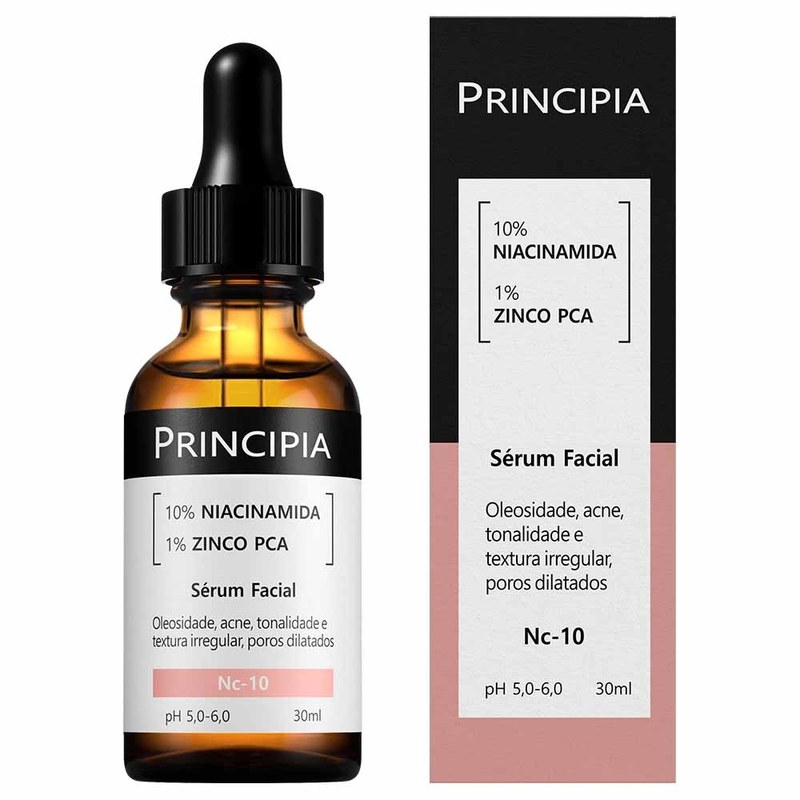 PRINCIPIA
10% NIACINAMIDA
1% ZINCO PCA
Sérum Facial
Oleosidade, acne, tonalidade e
textura irregular, poros dilatados
Nc-10
pH 5,0-6,0 30ml
PRINCIPIA
10%
NIACINAMIDA
1%
ZINCO PCA
Sérum Facial
Oleosidade, acne,
tonalidade e
textura irregular,
poros dilatados
Nc-10
pH 5,0-6,0 30ml